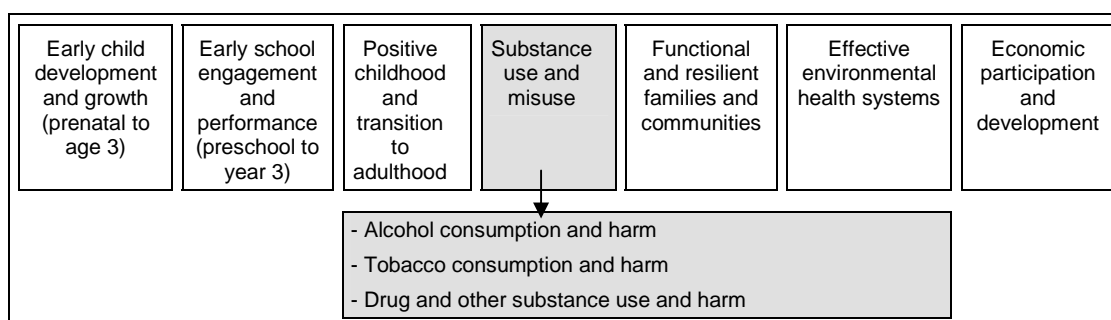 Early child
development
and growth
(prenatal to
age 3)
Early school
engagement
and
performance
(preschool to
year 3)
Positive
childhood
and
transition
to
adulthood
Substance
use and
misuse
Functional
and resilient
families and
communities
Effective
environmental
health systems
Economic
participation
and
development
- Alcohol consumption and harm
- Tobacco consumption and harm
- Drug and other substance use and harm